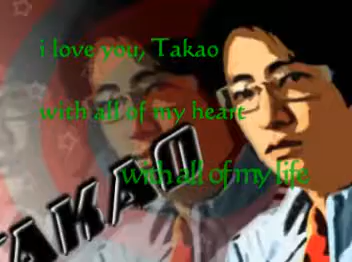 i love you, Takao
with all of my heart
with all of my life
TAKAO